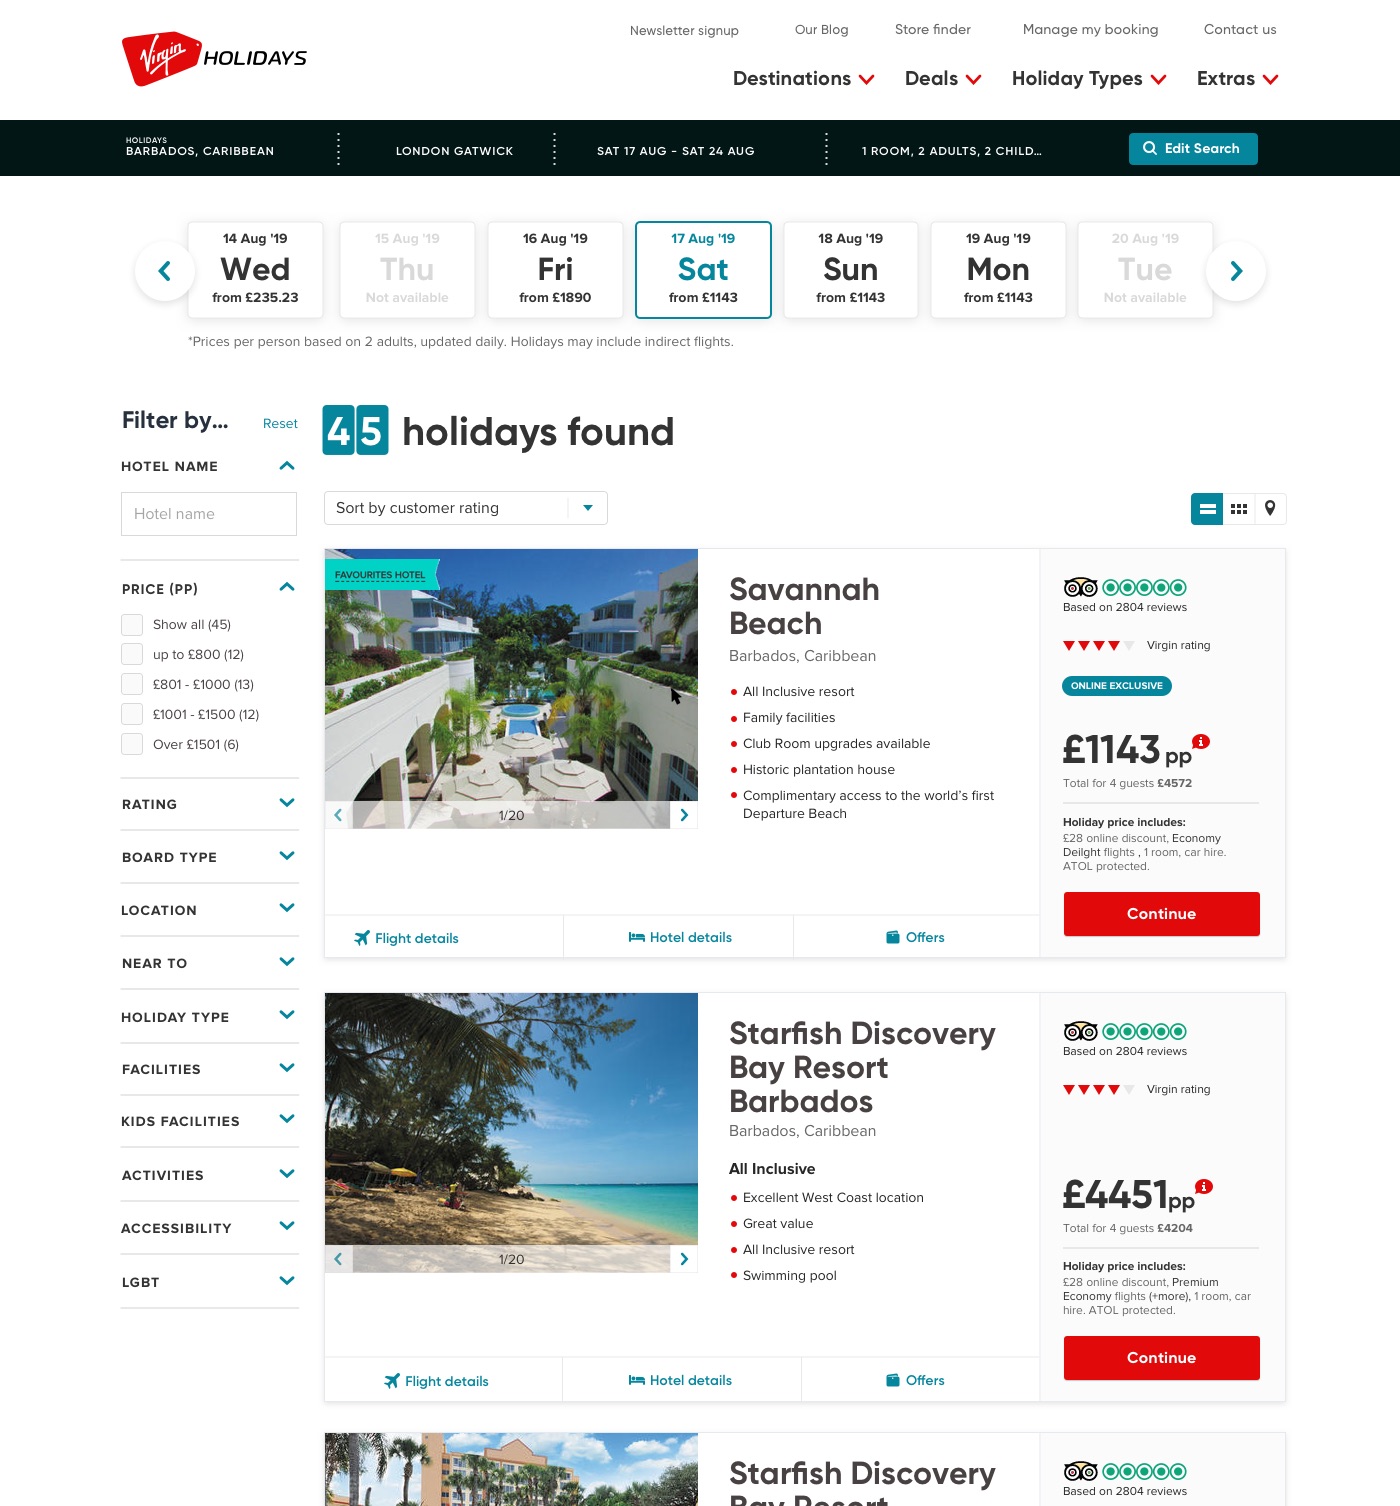 Newsletter signup
Our Blog
Store finder
Manage my booking
Contact us
Virgin HOLIDAYS
Destinations
Deals
Holiday Types
Extras
HOLIDAYS
BARBADOS, CARIBBEAN
LONDON GATWICK
SAT 17 AUG - SAT 24 AUG
1 ROOM, 2 ADULTS, 2 CHILD...
Edit Search
14 Aug '19
Wed
from £235.23
15 Aug '19
Thu
Not available
16 Aug '19
Fri
from £1890
17 Aug '19
Sat
from £1143
18 Aug '19
Sun
from £1143
19 Aug '19
Mon
from £1143
20 Aug '19
Tue
Not available
*Prices per person based on 2 adults, updated daily. Holidays may include indirect flights.
Filter by...
Reset
HOTEL NAME
Hotel name
PRICE (PP)
Show all (45)
up to £800 (12)
£801 - £1000 (13)
£1001 - £1500 (12)
Over £1501 (6)
RATING
BOARD TYPE
LOCATION
NEAR TO
HOLIDAY TYPE
FACILITIES
KIDS FACILITIES
ACTIVITIES
ACCESSIBILITY
LGBT
45 holidays found
Sort by customer rating
FAVOURITES HOTEL
1/20
Savannah
Beach
Barbados, Caribbean
All Inclusive resort
Family facilities
Club Room upgrades available
Historic plantation house
Complimentary access to the world's first
Departure Beach
Based on 2804 reviews
Virgin rating
ONLINE EXCLUSIVE
£1143 pp
Total for 4 guests £4572
Holiday price includes:
£28 online discount, Economy
Deilght flights , 1 room, car hire.
ATOL protected.
Continue
Flight details
Hotel details
Offers
1/20
Starfish Discovery
Bay Resort
Barbados
Barbados, Caribbean
All Inclusive
Excellent West Coast location
Great value
All Inclusive resort
Swimming pool
Based on 2804 reviews
Virgin rating
£4451pp
Total for 4 guests £4204
Holiday price includes:
£28 online discount, Premium
Economy flights (+more), 1 room, car
hire. ATOL protected.
Continue
Flight details
Hotel details
Offers
Starfish Discovery
Bay Resort
Based on 2804 reviews